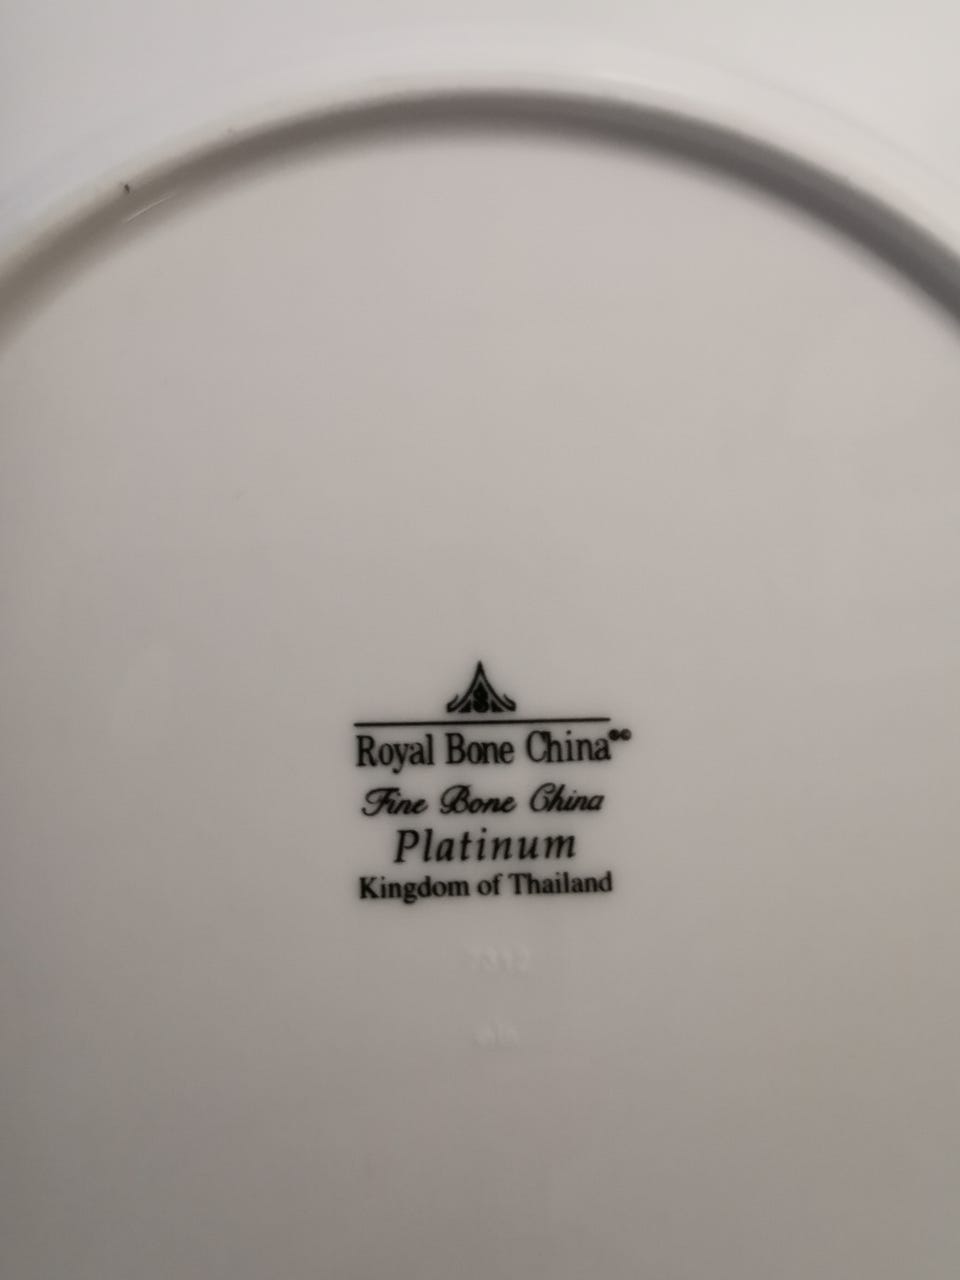 Royal Bone China
Fine Bone China
Platinum
Kingdom of Thailand